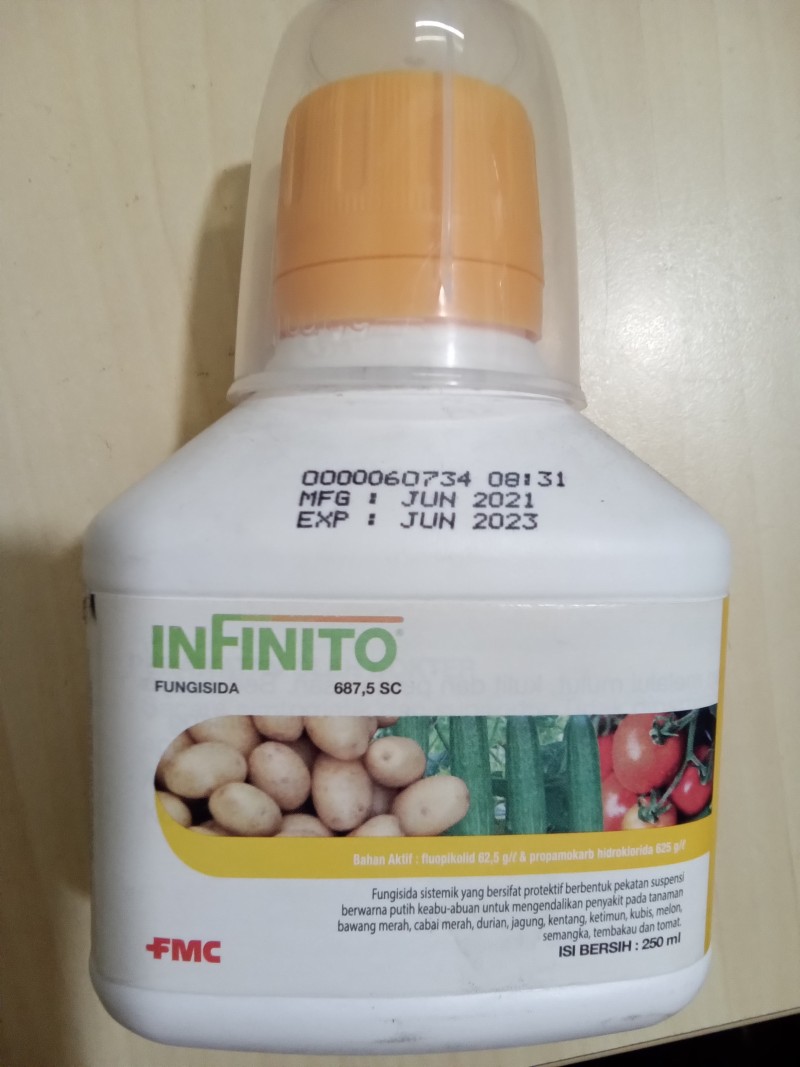 0000060734 08:31
MFG : JUN 2021
EXP : JUN 2023
INFINITO®
FUNGISIDA 687,5 SC
Bahan Aktif : fluopikolid 62,5 g/ℓ & propamokarb hidroklorida 625 g/ℓ
Fungisida sistemik yang bersifat protektif berbentuk pekatan suspensi
berwarna putih keabu-abuan untuk mengendalikan penyakit pada tanaman
bawang merah, cabai merah, durian, jagung, kentang, ketimun, kubis, melon,
semangka, tembakau dan tomat.
FMC
ISI BERSIH : 250 ml